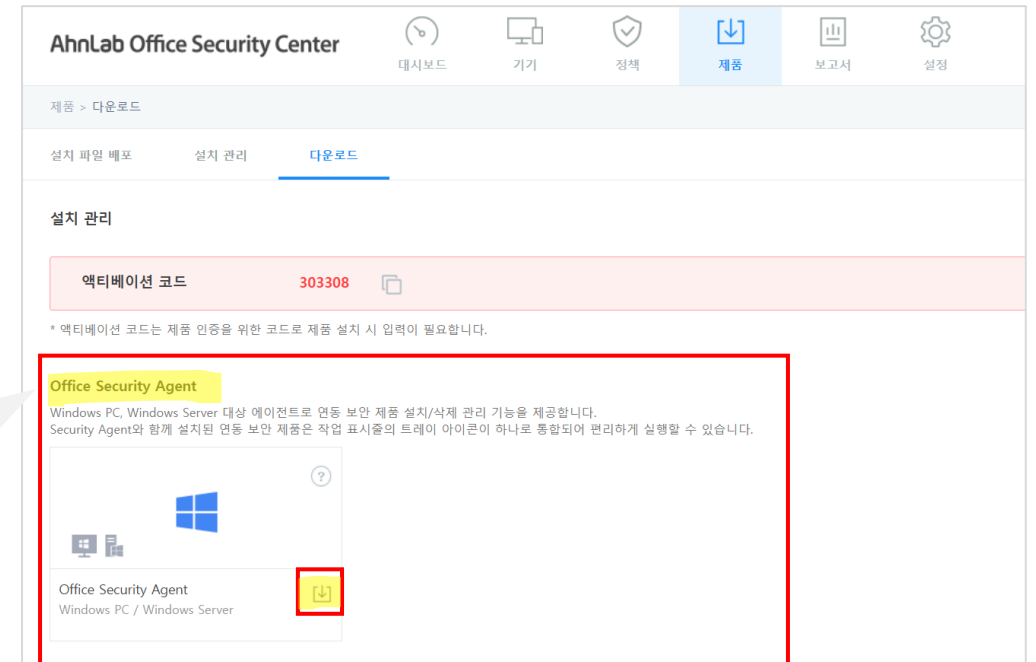 AhnLab Office Security Center
대시보드
기기
정책
제품
보고서
설정
제품 > 다운로드
설치 파일 배포
설치 관리
다운로드
설치 관리
액티베이션 코드 303308
* 액티베이션 코드는 제품 인증을 위한 코드로 제품 설치 시 입력이 필요합니다.
Office Security Agent
Windows PC, Windows Server 대상 에이전트로 연동 보안 제품 설치/삭제 관리 기능을 제공합니다.
Security Agent와 함께 설치된 연동 보안 제품은 작업 표시줄의 트레이 아이콘이 하나로 통합되어 편리하게 실행할 수 있습니다.
?
Office Security Agent
Windows PC / Windows Server